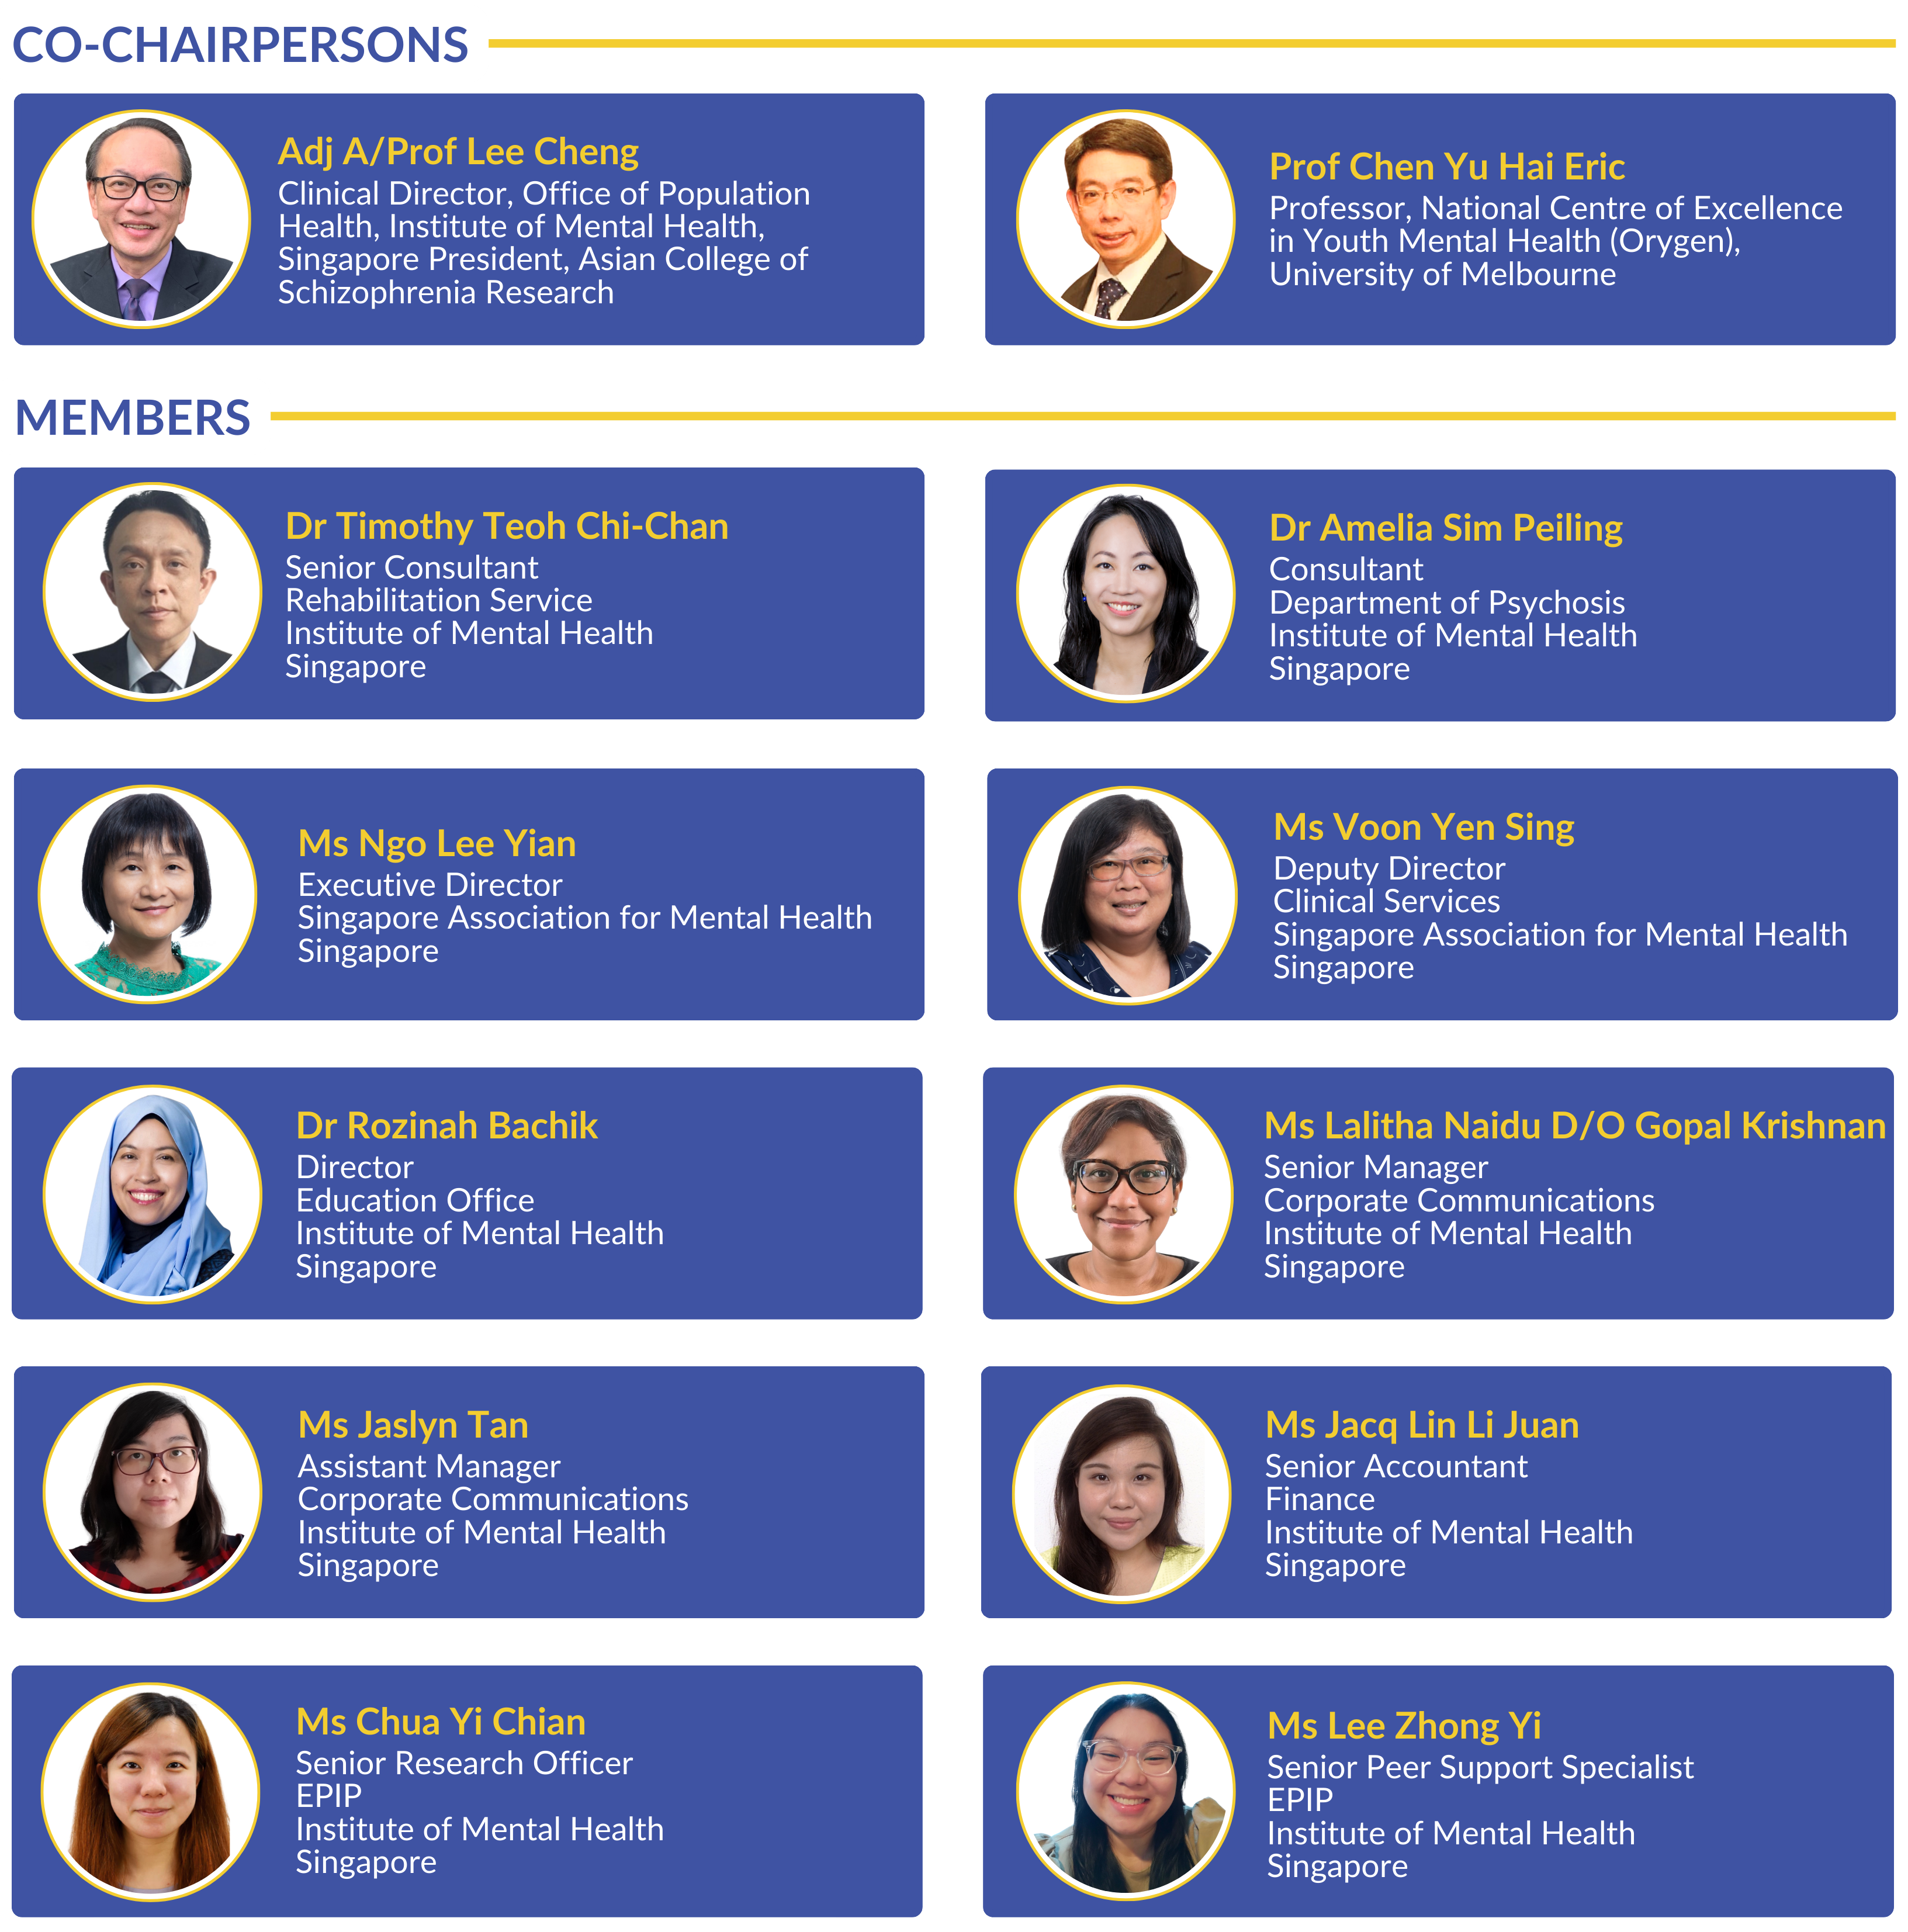 CO-CHAIRPERSONS
Adj A/Prof Lee Cheng
Clinical Director, Office of Population
Health, Institute of Mental Health,
Singapore President, Asian College of
Schizophrenia Research
Prof Chen Yu Hai Eric
Professor, National Centre of Excellence
in Youth Mental Health (Orygen),
University of Melbourne
MEMBERS
Dr Timothy Teoh Chi-Chan
Senior Consultant
Rehabilitation Service
Institute of Mental Health
Singapore
Dr Amelia Sim Peiling
Consultant
Department of Psychosis
Institute of Mental Health
Singapore
Ms Ngo Lee Yian
Executive Director
Singapore Association for Mental Health
Singapore
Ms Voon Yen Sing
Deputy Director
Clinical Services
Singapore Association for Mental Health
Singapore
Dr Rozinah Bachik
Director
Education Office
Institute of Mental Health
Singapore
Ms Lalitha Naidu D/O Gopal Krishnan
Senior Manager
Corporate Communications
Institute of Mental Health
Singapore
Ms Jaslyn Tan
Assistant Manager
Corporate Communications
Institute of Mental Health
Singapore
Ms Jacq Lin Li Juan
Senior Accountant
Finance
Institute of Mental Health
Singapore
Ms Chua Yi Chian
Senior Research Officer
EPIP
Institute of Mental Health
Singapore
Ms Lee Zhong Yi
Senior Peer Support Specialist
EPIP
Institute of Mental Health
Singapore